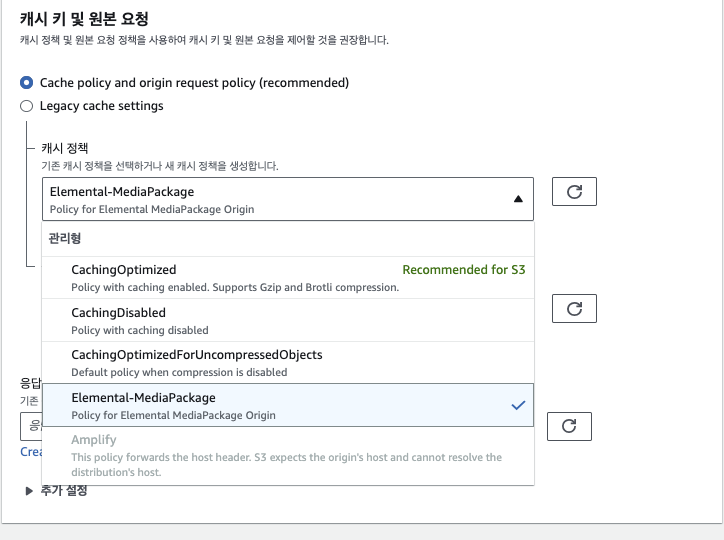 캐시 키 및 원본 요청
캐시 정책 및 원본 요청 정책을 사용하여 캐시 키 및 원본 요청을 제어할 것을 권장합니다.
Cache policy and origin request policy (recommended)
Legacy cache settings
캐시 정책
기존 캐시 정책을 선택하거나 새 캐시 정책을 생성합니다.
Elemental-MediaPackage
Policy for Elemental MediaPackage Origin
관리형
CachingOptimized Recommended for S3
Policy with caching enabled. Supports Gzip and Brotli compression.
CachingDisabled
Policy with caching disabled
CachingOptimizedForUncompressedObjects
Default policy when compression is disabled
응답
Elemental-MediaPackage
기존
Policy for Elemental MediaPackage Origin
Amplify
Crea
This policy forwards the host header. S3 expects the origin's host and cannot resolve the
distribution's host.
추가 설정